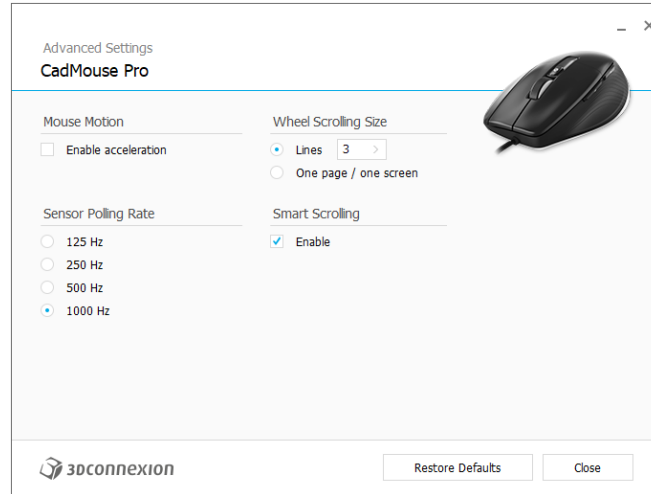 Advanced Settings
CadMouse Pro
Mouse Motion
Enable acceleration
Wheel Scrolling Size
Lines 3
One page / one screen
Sensor Polling Rate
125 Hz
250 Hz
500 Hz
1000 Hz
Smart Scrolling
Enable
3Dconnexion
Restore Defaults
Close